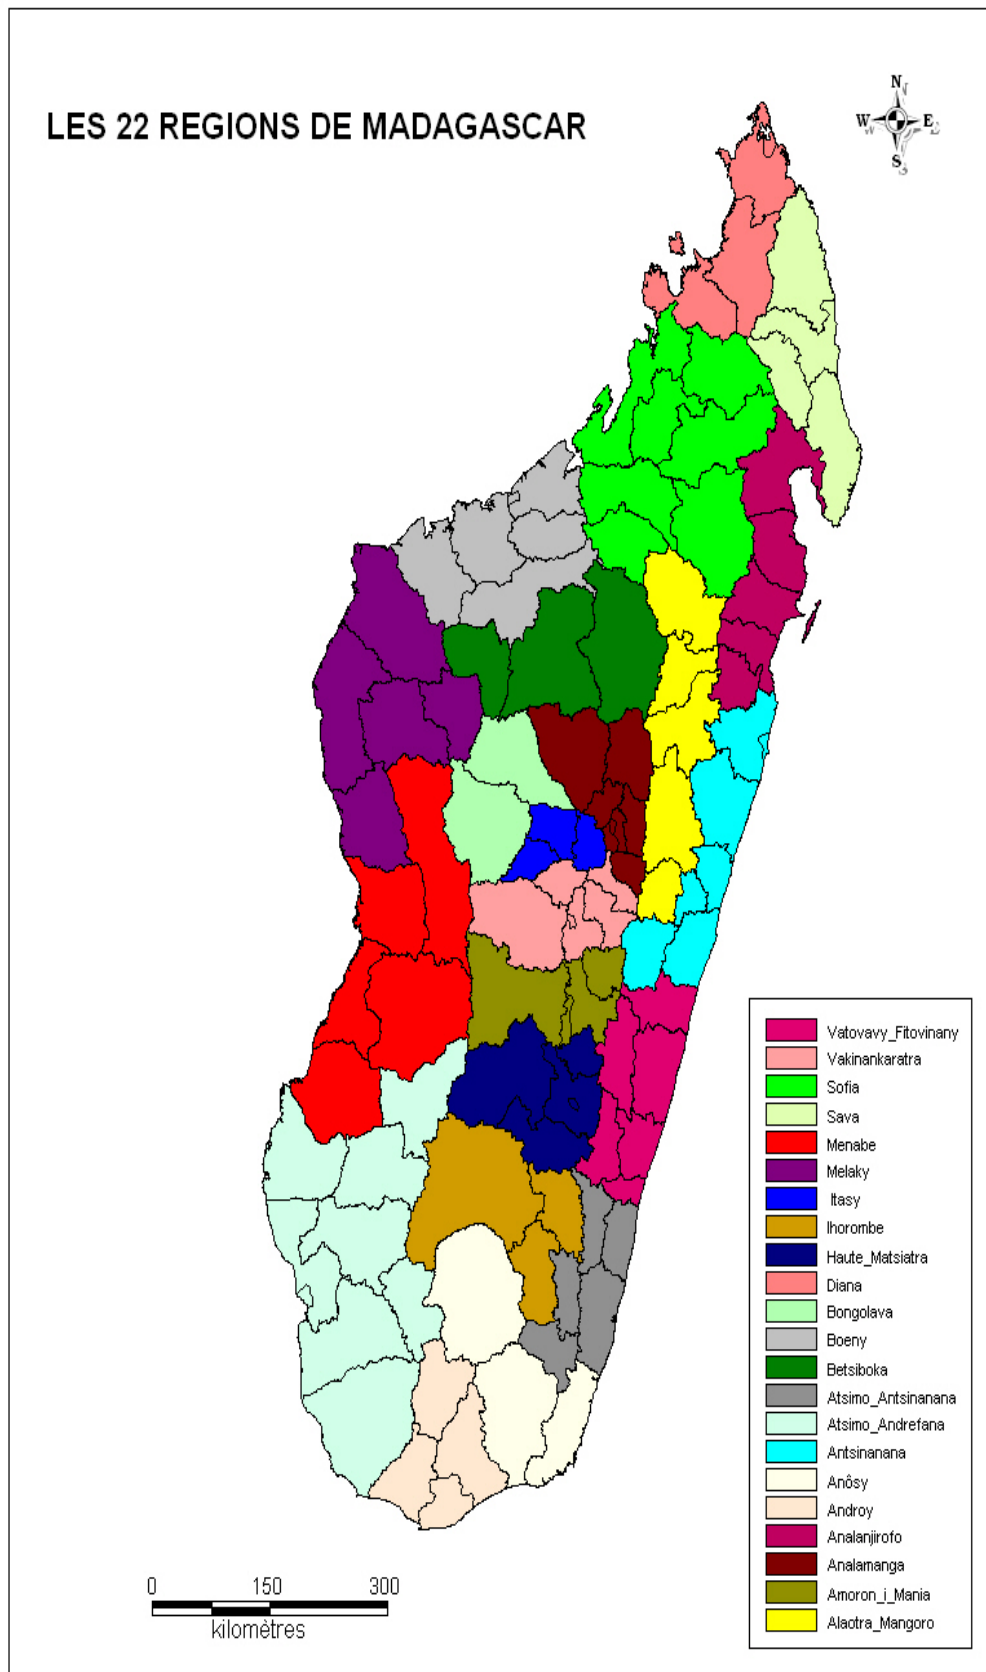 LES 22 REGIONS DE MADAGASCAR
N
W E
S
Vatovavy_Fitovinany
Vakinankaratra
Sofia
Sava
Menabe
Melaky
Itasy
Ihorombe
Haute_Matsiatra
Diana
Bongolava
Boeny
Betsiboka
Atsimo_Antsinanana
Atsimo_Andrefana
Antsinanana
Anôsy
Androy
Analanjirofo
Analamanga
Amoron_i_Mania
Alaotra_Mangoro
0 150 300
kilomètres